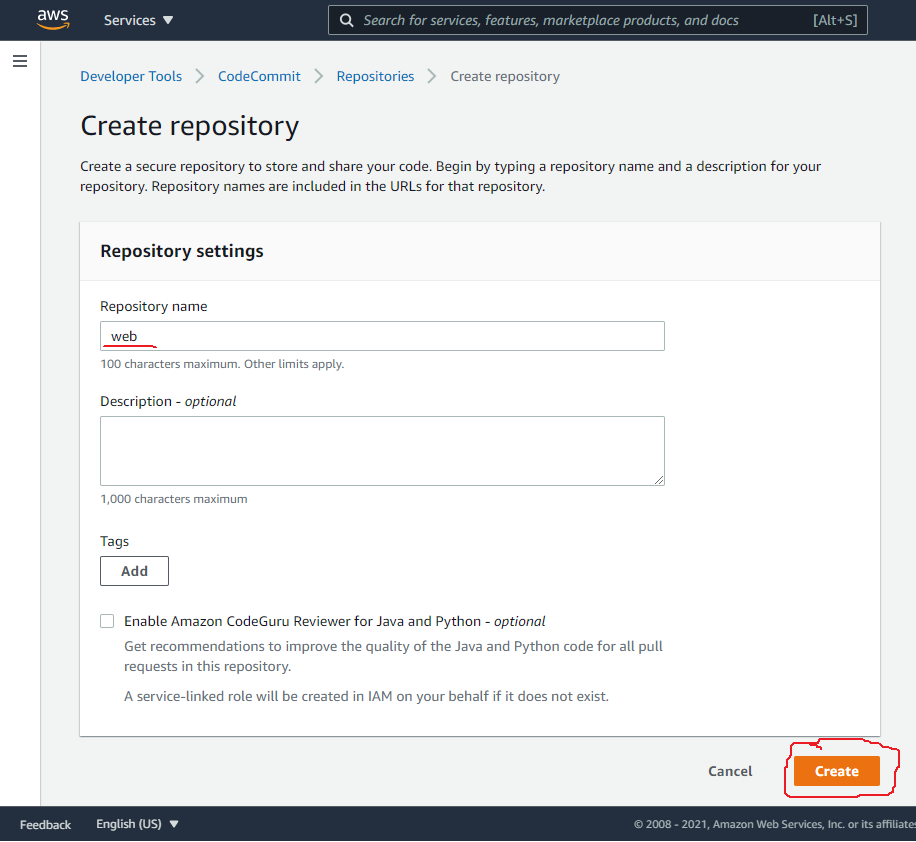 aws Services ▼ Search for services, features, marketplace products, and docs [Alt+S]
Developer Tools > CodeCommit > Repositories > Create repository
Create repository
Create a secure repository to store and share your code. Begin by typing a repository name and a description for your
repository. Repository names are included in the URLs for that repository.
Repository settings
Repository name
web
100 characters maximum. Other limits apply.
Description - optional
1,000 characters maximum
Tags
Add
Enable Amazon CodeGuru Reviewer for Java and Python - optional
Get recommendations to improve the quality of the Java and Python code for all pull
requests in this repository.
A service-linked role will be created in IAM on your behalf if it does not exist.
Cancel Create
Feedback English (US) ▼ © 2008 - 2021, Amazon Web Services, Inc. or its affiliates